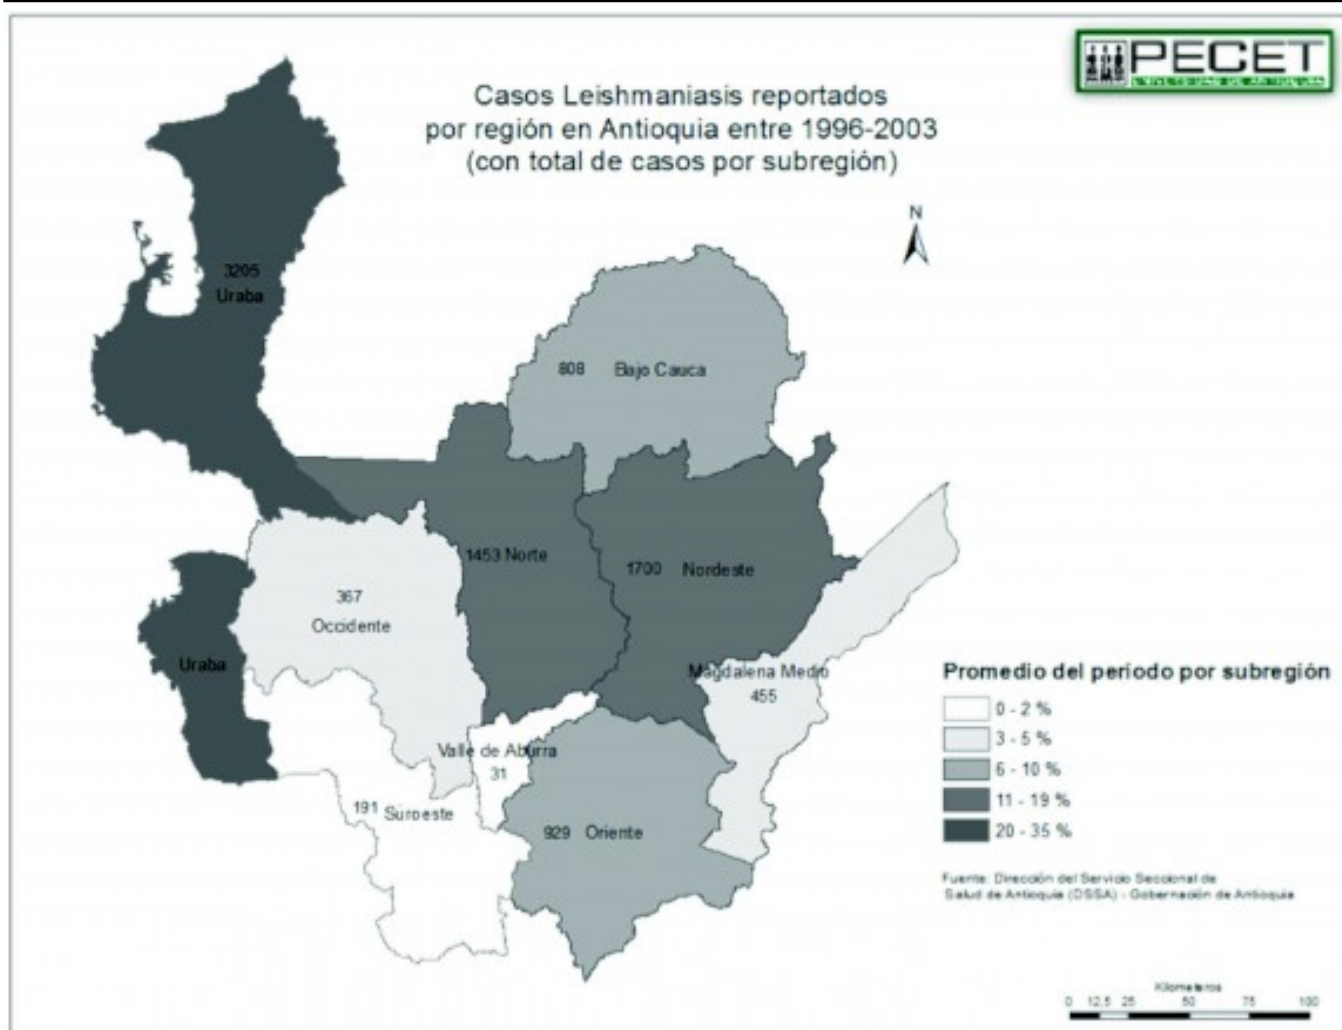 PECET
UNIVERSIDAD DE ANTIOQUIA
Casos Leishmaniasis reportados
por región en Antioquia entre 1996-2003
(con total de casos por subregión)
N
3205
Uraba
808 Bajo Cauca
1453 Norte
1700 Nordeste
367
Occidente
Uraba
Magdalena Medio
455
Valle de Aburra
31
191 Suroeste
929 Oriente
Promedio del periodo por subregión
0 - 2 %
3 - 5 %
6 - 10 %
11 - 19 %
20 - 35 %
Fuente: Dirección del Servicio Seccional de
Salud de Antioquia (DSSA) - Gobernación de Antioquia
Kilometeros
0 12,5 25 50 75 100